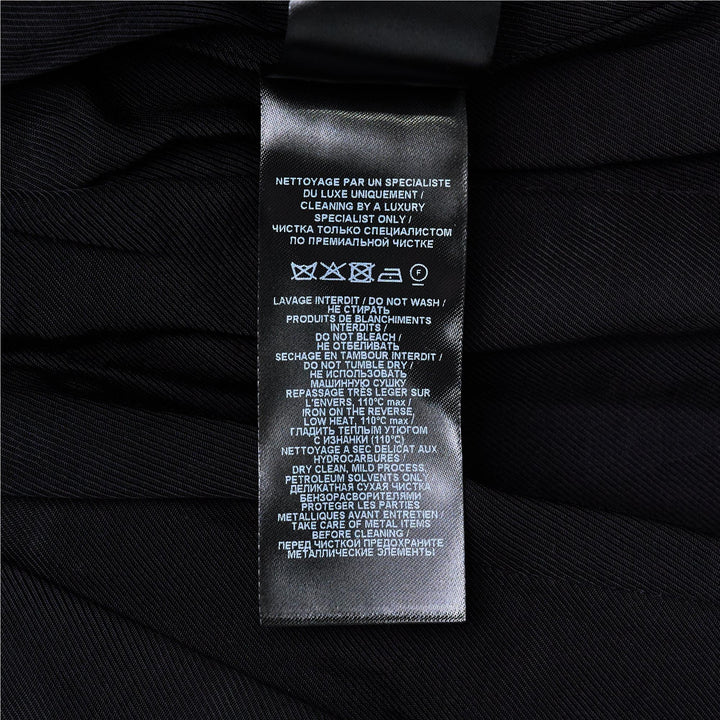 NETTOYAGE PAR UN SPECIALISTE
DU LUXE UNIQUEMENT /
CLEANING BY A LUXURY
SPECIALIST ONLY /
ЧИСТКА ТОЛЬКО СПЕЦИАЛИСТОМ
ПО ПРЕМИАЛЬНОЙ ЧИСТКЕ
F
LAVAGE INTERDIT / DO NOT WASH /
НЕ СТИРАТЬ
PRODUITS DE BLANCHIMENTS
INTERDITS /
DO NOT BLEACH /
НЕ ОТБЕЛИВАТЬ
SECHAGE EN TAMBOUR INTERDIT /
DO NOT TUMBLE DRY /
НЕ ИСПОЛЬЗОВАТЬ
МАШИННУЮ СУШКУ
REPASSAGE TRÈS LEGER SUR
L'ENVERS, 110°C max /
IRON ON THE REVERSE,
LOW HEAT, 110°C max /
ГЛАДИТЬ ТЕПЛЫМ УТЮГОМ
С ИЗНАНКИ (110°C)
NETTOYAGE A SEC DELICAT AUX
HYDROCARBURES /
DRY CLEAN, MILD PROCESS,
PETROLEUM SOLVENTS ONLY
ДЕЛИКАТНАЯ СУХАЯ ЧИСТКА
БЕНЗОРАСВОРИТЕЛЯМИ
PROTEGER LES PARTIES
METALLIQUES AVANT ENTRETIEN /
TAKE CARE OF METAL ITEMS
BEFORE CLEANING /
ПЕРЕД ЧИСТКОЙ ПРЕДОХРАНИТЕ
МЕТАЛЛИЧЕСКИЕ ЭЛЕМЕНТЫ